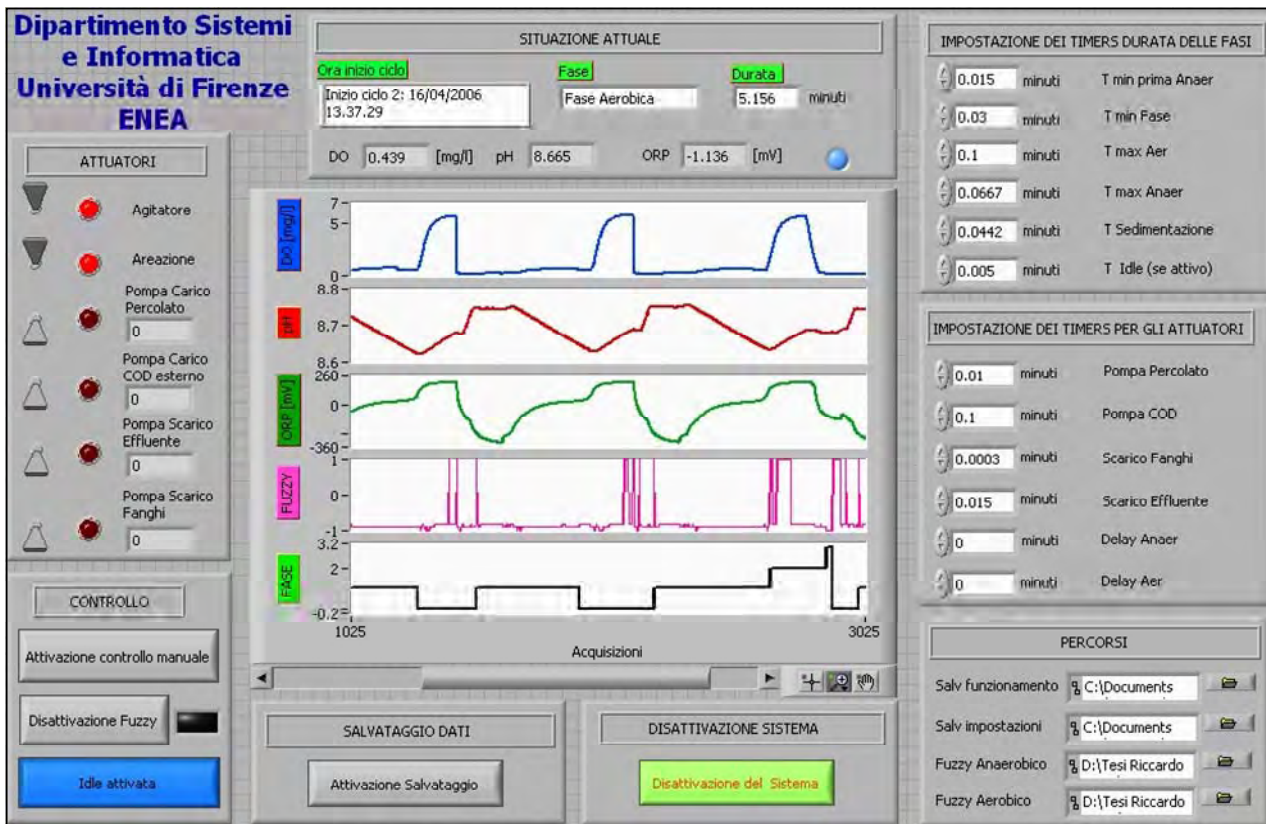 Dipartimento Sistemi
e Informatica
Università di Firenze
ENEA
SITUAZIONE ATTUALE
Ora inizio ciclo
Inizio ciclo 2: 16/04/2006
13.37.29
Fase
Fase Aerobica
Durata
5.156 minuti
DO 0.439 [mg/l] pH 8.665 ORP -1.136 [mV]
ATTUATORI
Agitatore
Areazione
Pompa Carico
Percolato
0
Pompa Carico
COD esterno
0
Pompa Scarico
Effluente
0
Pompa Scarico
Fanghi
0
CONTROLLO
Attivazione controllo manuale
Disattivazione Fuzzy
Idle attivata
DO [mg/l]
7
5
0
pH
8.8
8.7
8.6
ORP [mV]
260
0
-360
FUZZY
1
0
-1
FASE
3.2
2
-0.2
1025
3025
Acquisizioni
SALVATAGGIO DATI
Attivazione Salvataggio
DISATTIVAZIONE SISTEMA
Disattivazione del Sistema
IMPOSTAZIONE DEI TIMERS DURATA DELLE FASI
0.015 minuti T min prima Anaer
0.03 minuti T min Fase
0.1 minuti T max Aer
0.0667 minuti T max Anaer
0.0442 minuti T Sedimentazione
0.005 minuti T Idle (se attivo)
IMPOSTAZIONE DEI TIMERS PER GLI ATTUATORI
0.01 minuti Pompa Percolato
0.1 minuti Pompa COD
0.0003 minuti Scarico Fanghi
0.015 minuti Scarico Effluente
0 minuti Delay Anaer
0 minuti Delay Aer
PERCORSI
Salv funzionamento C:\Documents
Salv impostazioni C:\Documents
Fuzzy Anaerobico D:\Tesi Riccardo
Fuzzy Aerobico D:\Tesi Riccardo